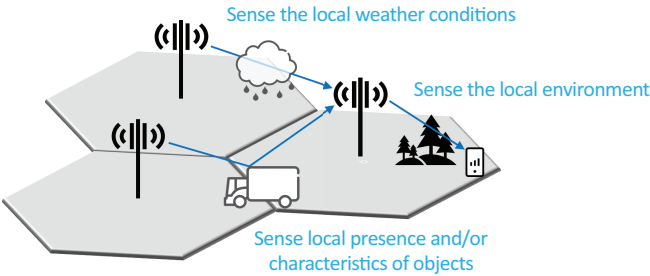 Sense the local weather conditions
Sense the local environment
Sense local presence and/or
characteristics of objects